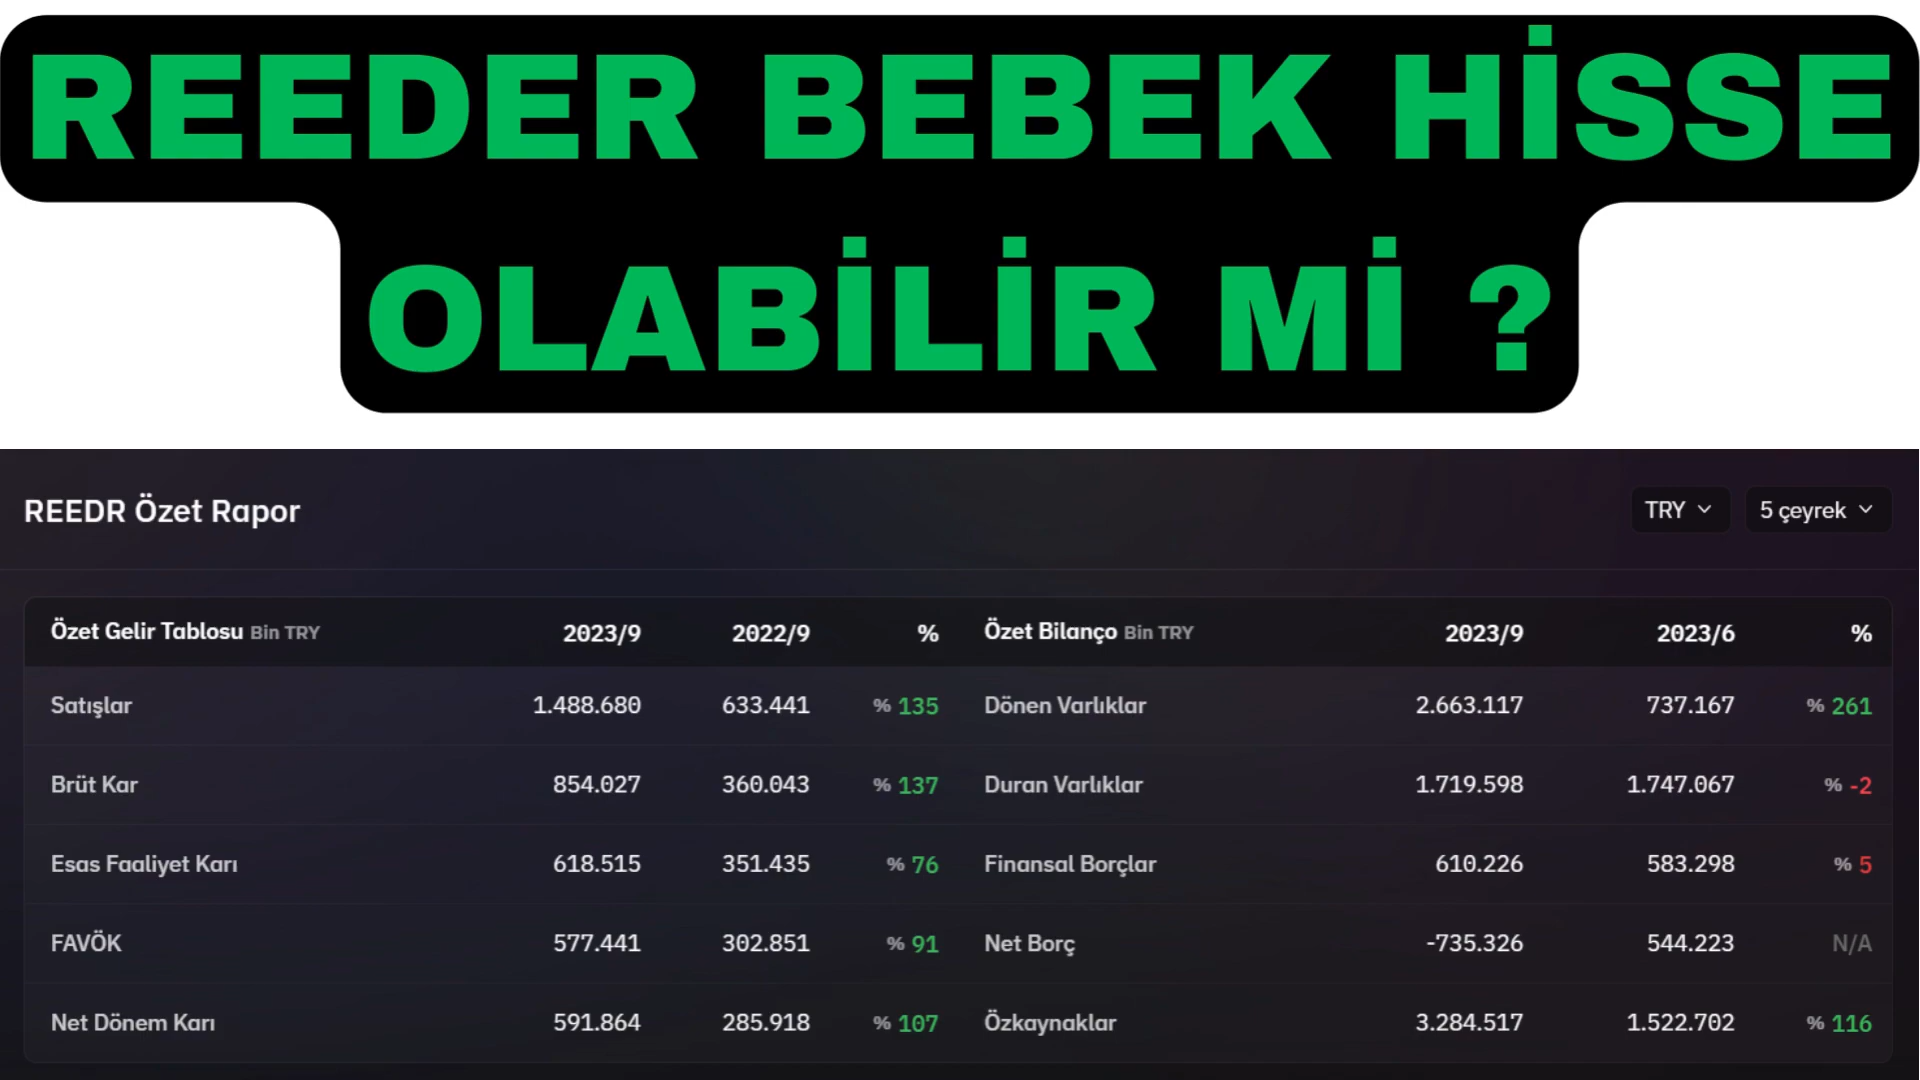 REEDER BEBEK HİSSE
OLABİLİR Mİ ?
REEDR Özet Rapor TRY 5 çeyrek
Özet Gelir Tablosu Bin TRY 2023/9 2022/9 % Özet Bilanço Bin TRY 2023/9 2023/6 %
Satışlar 1.488.680 633.441 % 135 Dönen Varlıklar 2.663.117 737.167 % 261
Brüt Kar 854.027 360.043 % 137 Duran Varlıklar 1.719.598 1.747.067 % -2
Esas Faaliyet Karı 618.515 351.435 % 76 Finansal Borçlar 610.226 583.298 % 5
FAVÖK 577.441 302.851 % 91 Net Borç -735.326 544.223 N/A
Net Dönem Karı 591.864 285.918 % 107 Özkaynaklar 3.284.517 1.522.702 % 116